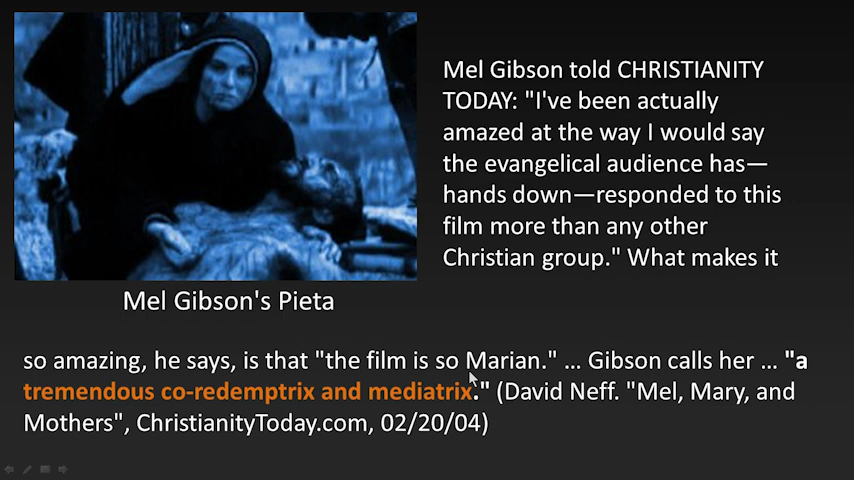 Mel Gibson told CHRISTIANITY
TODAY: "I've been actually
amazed at the way I would say
the evangelical audience has—
hands down—responded to this
film more than any other
Christian group." What makes it
Mel Gibson's Pieta
so amazing, he says, is that "the film is so Marian." ... Gibson calls her ... "a
tremendous co-redemptrix and mediatrix." (David Neff. "Mel, Mary, and
Mothers", ChristianityToday.com, 02/20/04)